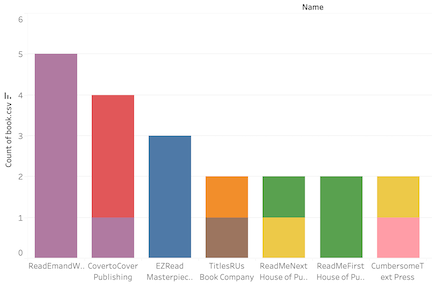 Name
6
5
4
3
2
1
0
Count of book.csv
ReadEmandW..
CovertoCover
Publishing
EZRead
Masterpiec..
TitlesRUs
Book Company
ReadMeNext
House of Pu..
ReadMeFirst
House of Pu..
CumbersomeT
ext Press